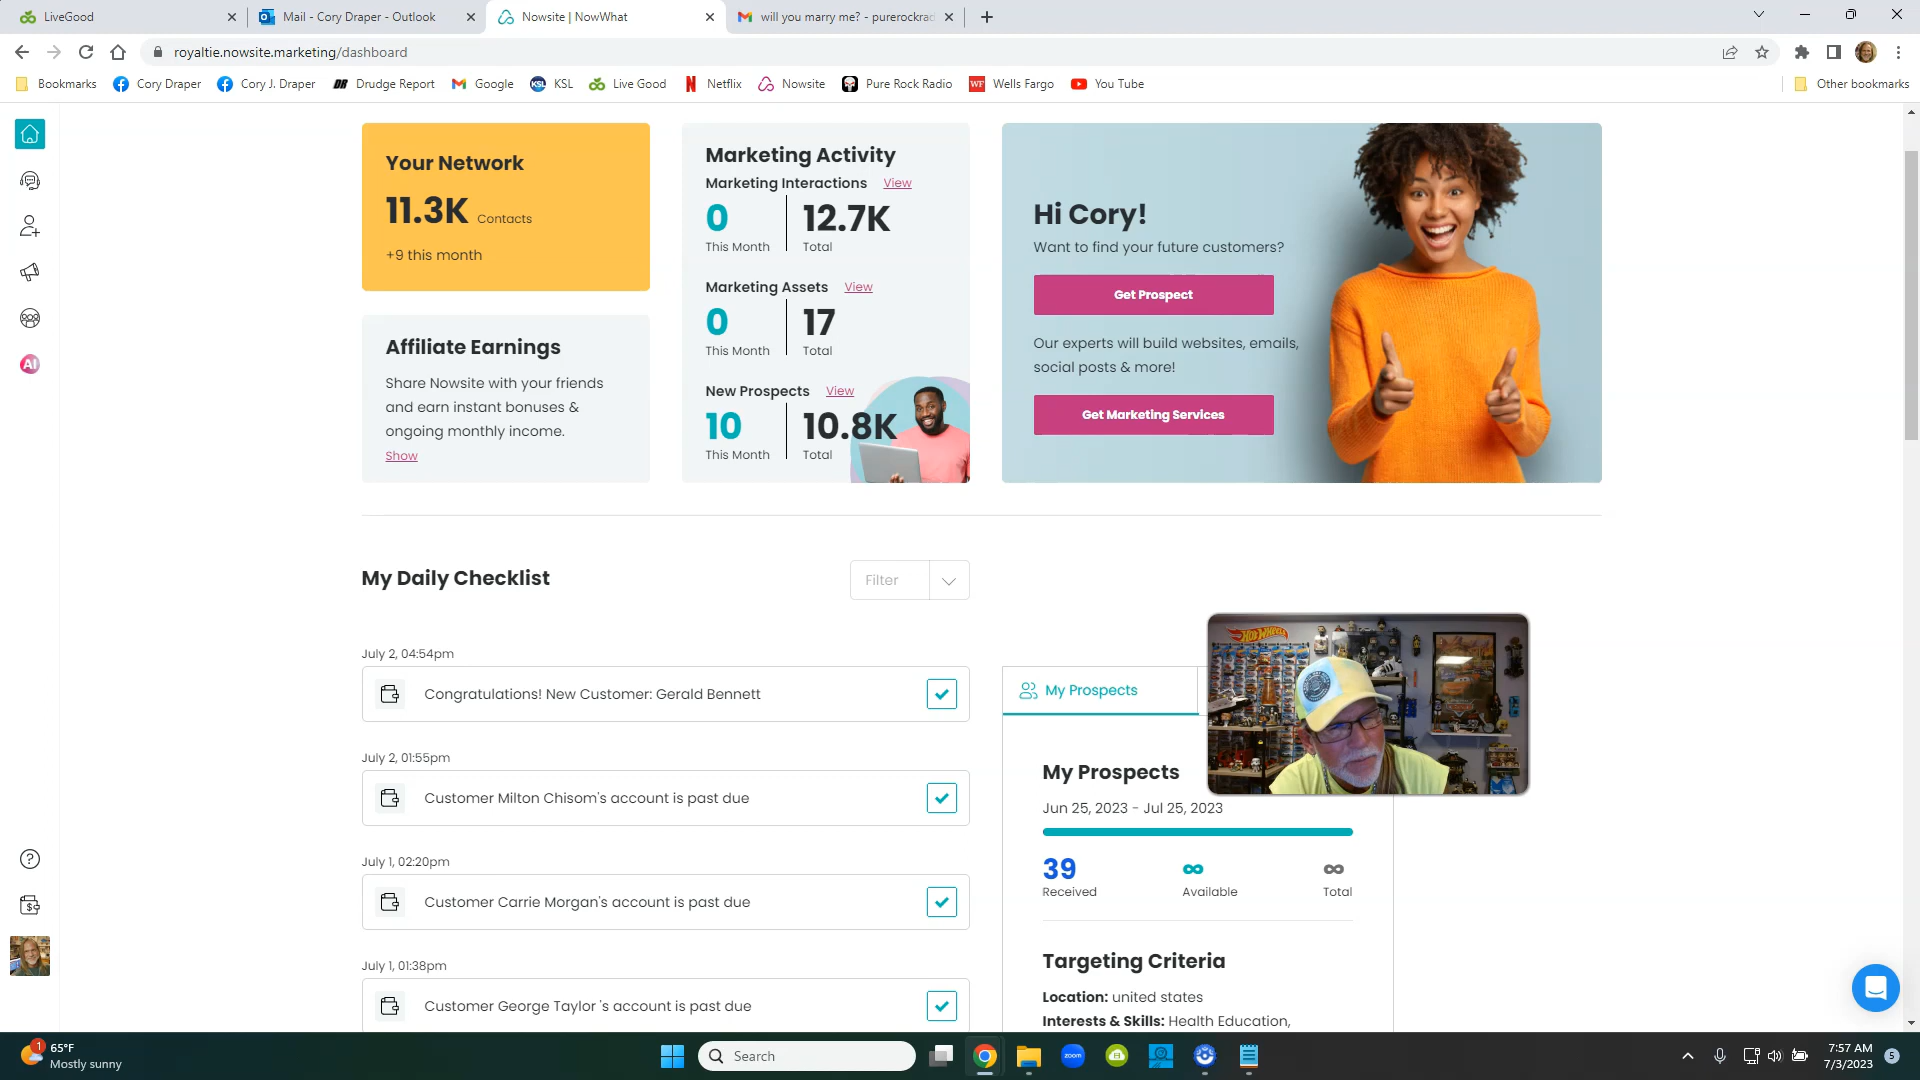 LiveGood
Mail - Cory Draper - Outlook
Nowsite | NowWhat
will you marry me? - purerockrad
royaltie.nowsite.marketing/dashboard
Bookmarks
Cory Draper
Cory J. Draper
Drudge Report
Google
KSL
Live Good
Netflix
Nowsite
Pure Rock Radio
WF
Wells Fargo
You Tube
Other bookmarks
AI
Your Network
11.3K Contacts
+9 this month
Affiliate Earnings
Share Nowsite with your friends
and earn instant bonuses &
ongoing monthly income.
Show
Marketing Activity
Marketing Interactions View
0 12.7K
This Month Total
Marketing Assets View
0 17
This Month Total
New Prospects View
10 10.8K
This Month Total
Hi Cory!
Want to find your future customers?
Get Prospect
Our experts will build websites, emails,
social posts & more!
Get Marketing Services
My Daily Checklist
Filter
July 2, 04:54pm
Congratulations! New Customer: Gerald Bennett
July 2, 01:55pm
Customer Milton Chisom's account is past due
July 1, 02:20pm
Customer Carrie Morgan's account is past due
July 1, 01:38pm
Customer George Taylor 's account is past due
My Prospects
HOT WHEELS
My Prospects
Jun 25, 2023 - Jul 25, 2023
39 ∞ ∞
Received Available Total
Targeting Criteria
Location: united states
Interests & Skills: Health Education,
1
65°F
Mostly sunny
Search
zoom
7:57 AM
7/3/2023
5